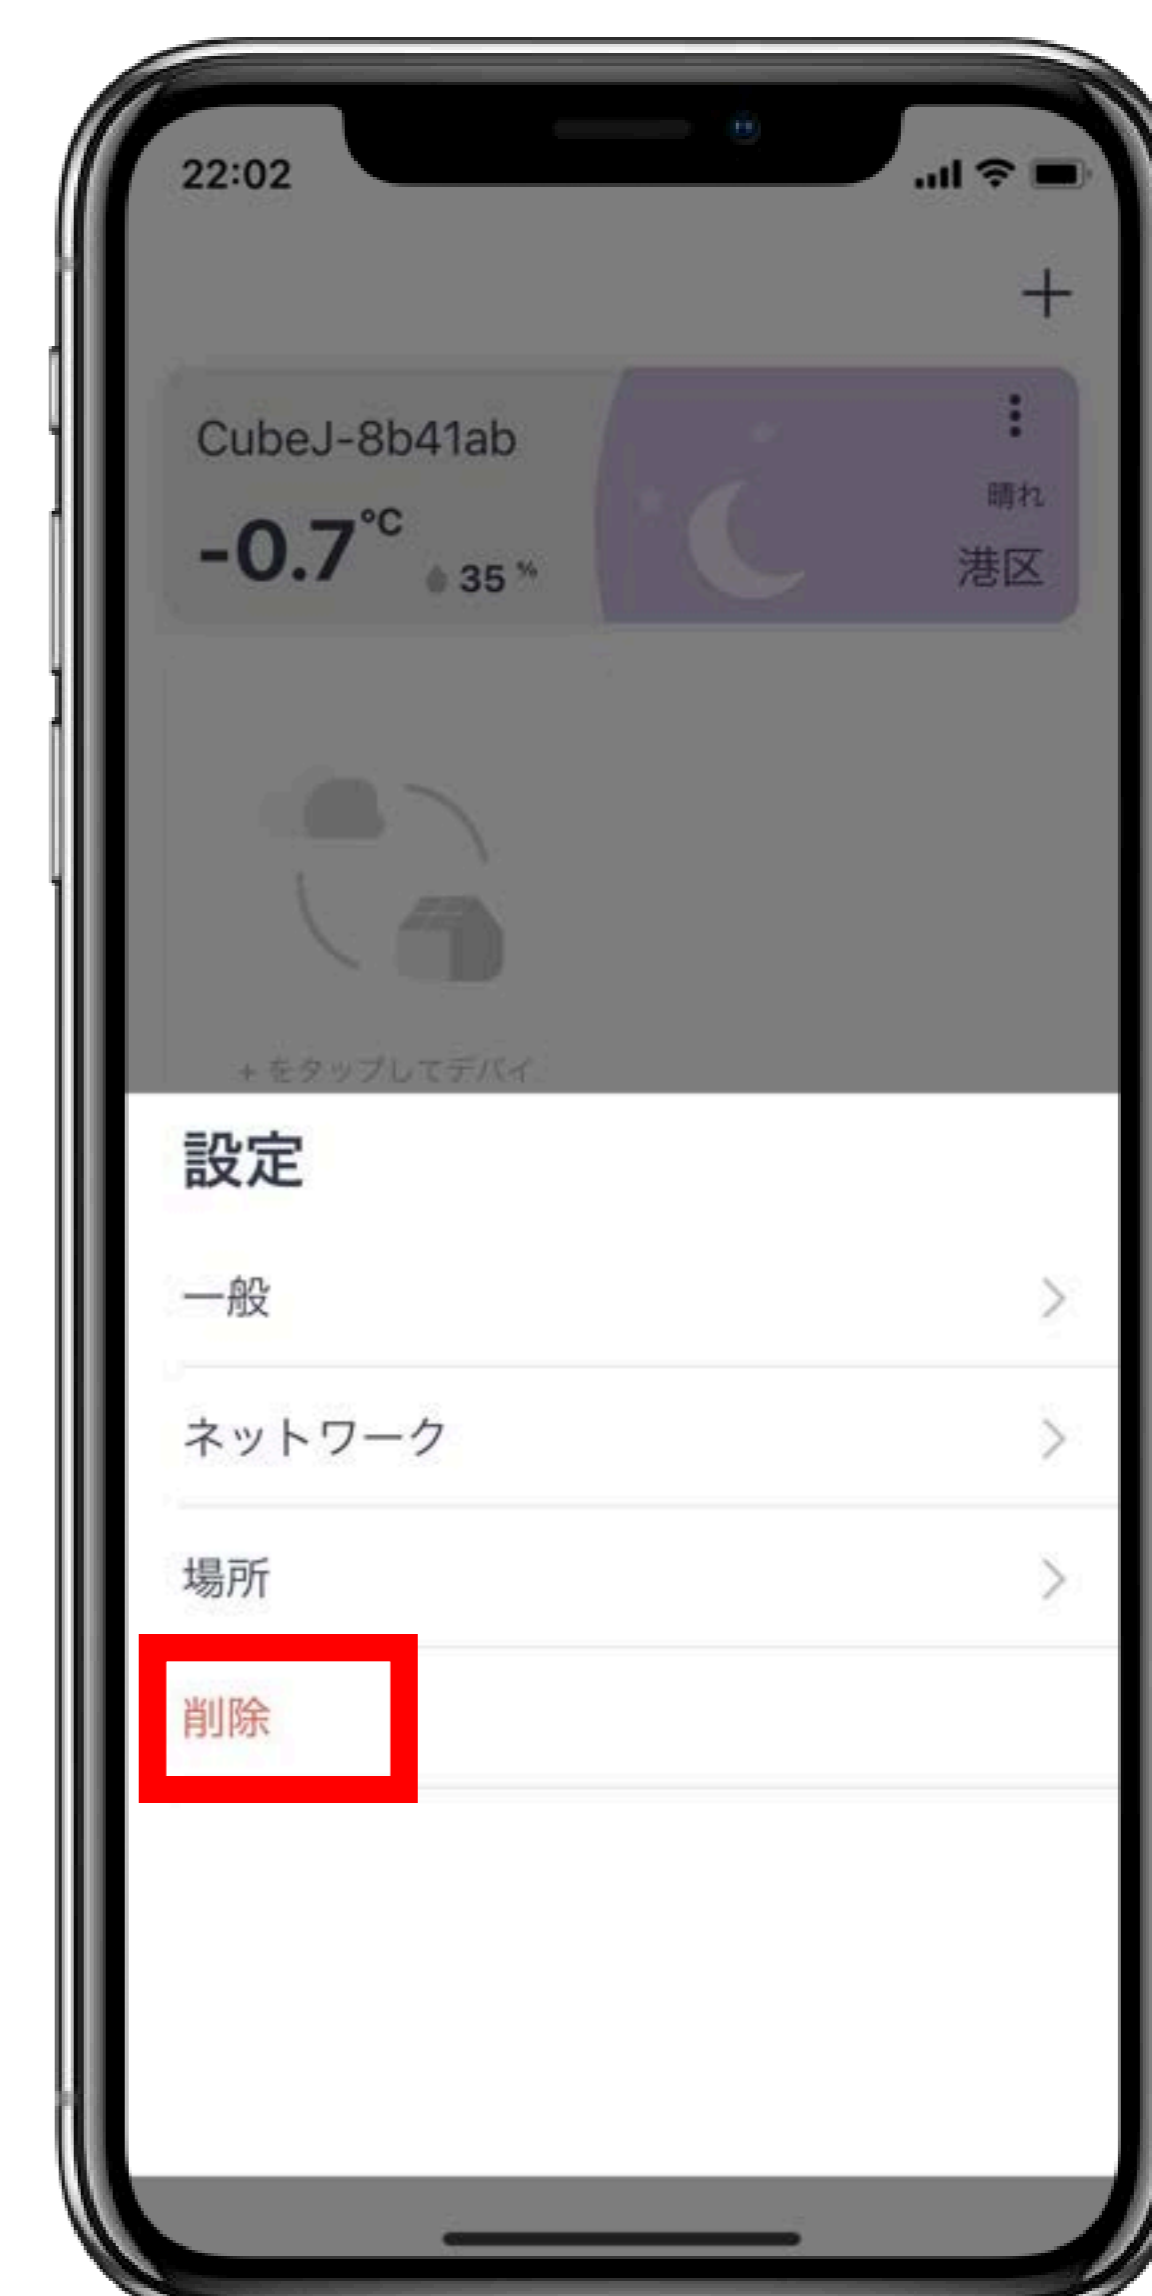 22:02
+
CubeJ-8b41ab
晴れ
-0.7℃ 35%
港区
+ をタップしてデバイ
設定
一般
ネットワーク
場所
削除